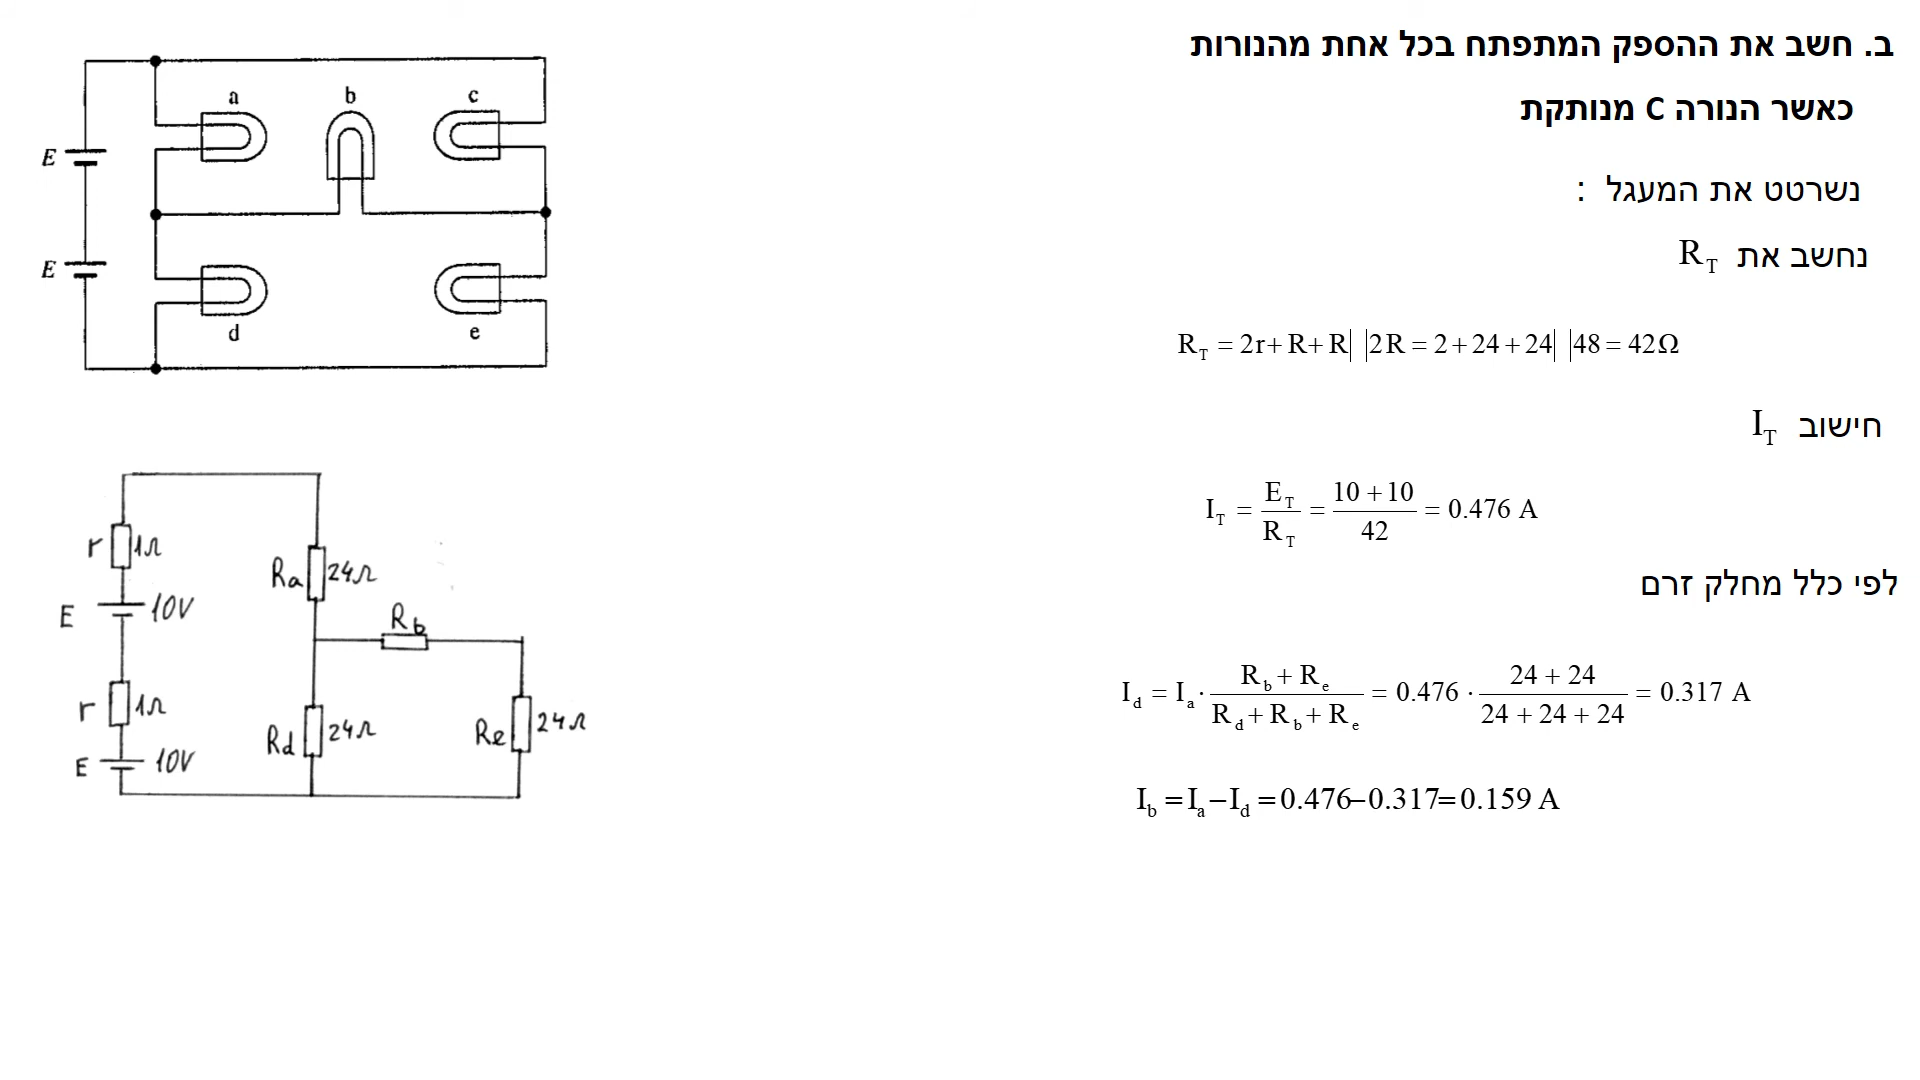 ב. חשב את ההספק המתפתח בכל אחת מהנורות
כאשר הנורה C מנותקת
נשרטט את המעגל :
נחשב את R_T
R_T = 2r + R + R| |2R = 2 + 24 + 24| |48 = 42Ω
חישוב I_T
I_T = E_T / R_T = (10 + 10) / 42 = 0.476 A
לפי כלל מחלק זרם
I_d = I_a · (R_b + R_e) / (R_d + R_b + R_e) = 0.476 · (24 + 24) / (24 + 24 + 24) = 0.317 A
I_b = I_a − I_d = 0.476 − 0.317 = 0.159 A
a b c
E
E
d e
r 1Ω
Ra 24Ω
E 10V
Rb
r 1Ω
Rd 24Ω
Re 24Ω
E 10V